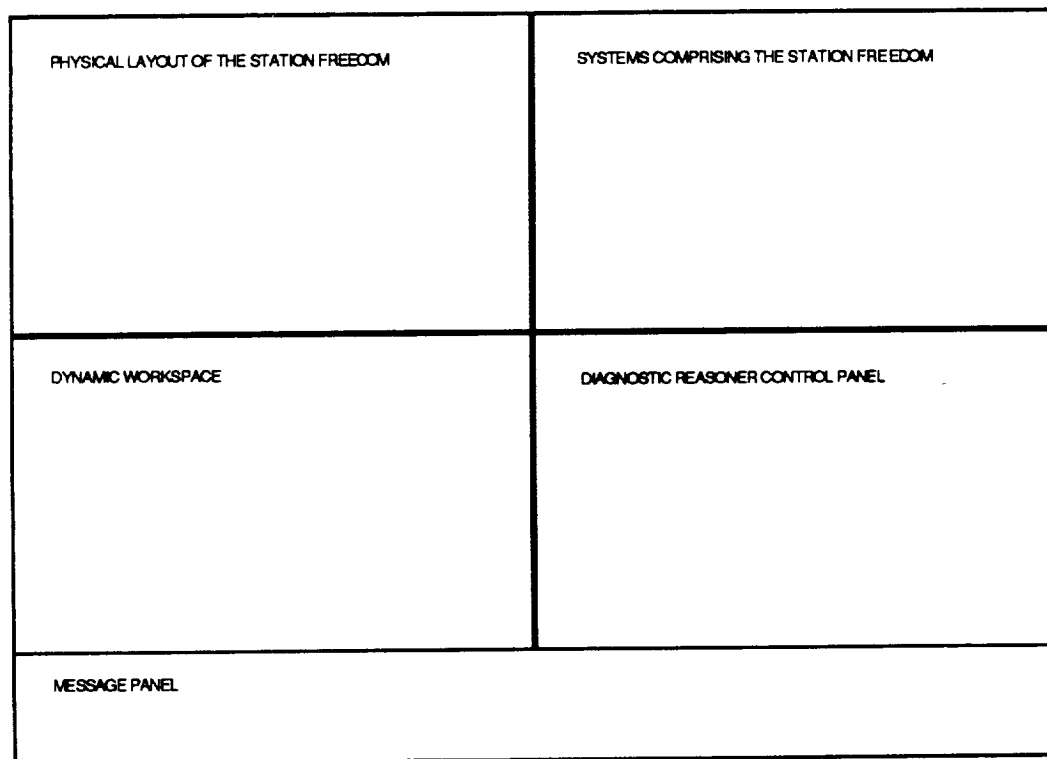 PHYSICAL LAYOUT OF THE STATION FREEDOM
SYSTEMS COMPRISING THE STATION FREEDOM
DYNAMIC WORKSPACE
DIAGNOSTIC REASONER CONTROL PANEL
MESSAGE PANEL